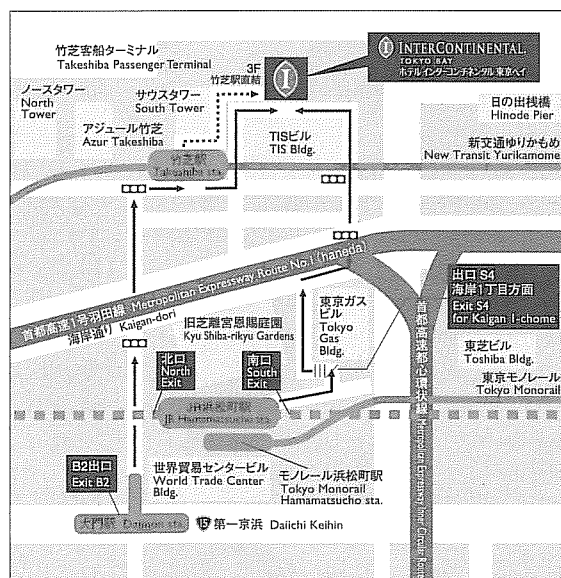 竹芝客船ターミナル
Takeshiba Passenger Terminal
3F
竹芝駅直結
INTERCONTINENTAL
TOKYO BAY
ホテル インターコンチネンタル 東京ベイ
ノースタワー
North
Tower
サウスタワー
South Tower
日の出桟橋
Hinode Pier
アジュール竹芝
Azur Takeshiba
TISビル
TIS Bldg.
新交通ゆりかもめ
New Transit Yurikamome
竹芝駅
Takeshiba sta.
首都高速1号羽田線 Metropolitan Expressway Route No.1 (haneda)
海岸通り Kaigan-dori
出口 S4
海岸1丁目方面
Exit S4
for Kaigan 1-chome
旧芝離宮恩賜庭園
Kyu Shiba-rikyu Gardens
東京ガス
ビル
Tokyo
Gas
Bldg.
東芝ビル
Toshiba Bldg.
東京モノレール
Tokyo Monorail
北口
North
Exit
南口
South
Exit
JR浜松町駅
JR Hamamatsucho sta.
首都高速都心環状線 Metropolitan Expressway Inner Circular Route
B2出口
Exit B2
世界貿易センタービル
World Trade Center
Bldg.
モノレール浜松町駅
Tokyo Monorail
Hamamatsucho sta.
大門駅 Daimon sta.
15 第一京浜 Daiichi Keihin